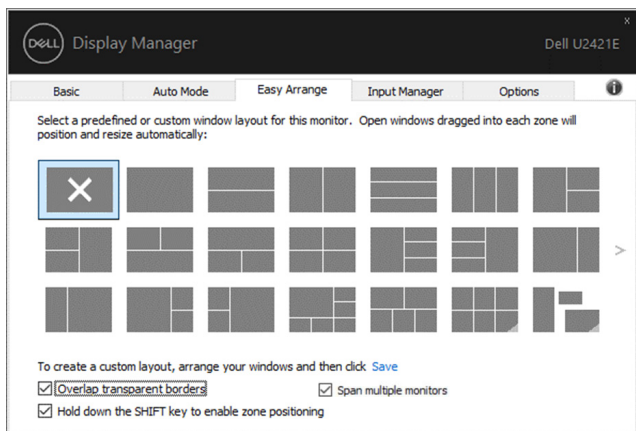 x
DELL Display Manager Dell U2421E
Basic Auto Mode Easy Arrange Input Manager Options i
Select a predefined or custom window layout for this monitor. Open windows dragged into each zone will
position and resize automatically:
>
To create a custom layout, arrange your windows and then click Save
Overlap transparent borders Span multiple monitors
Hold down the SHIFT key to enable zone positioning